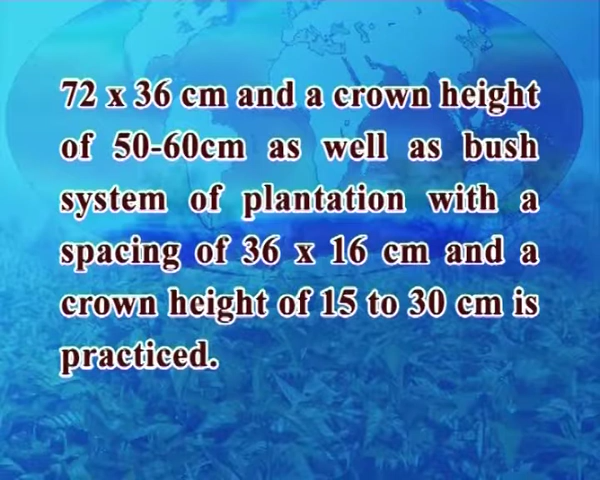 72 x 36 cm and a crown height
of 50-60cm as well as bush
system of plantation with a
spacing of 36 x 16 cm and a
crown height of 15 to 30 cm is
practiced.